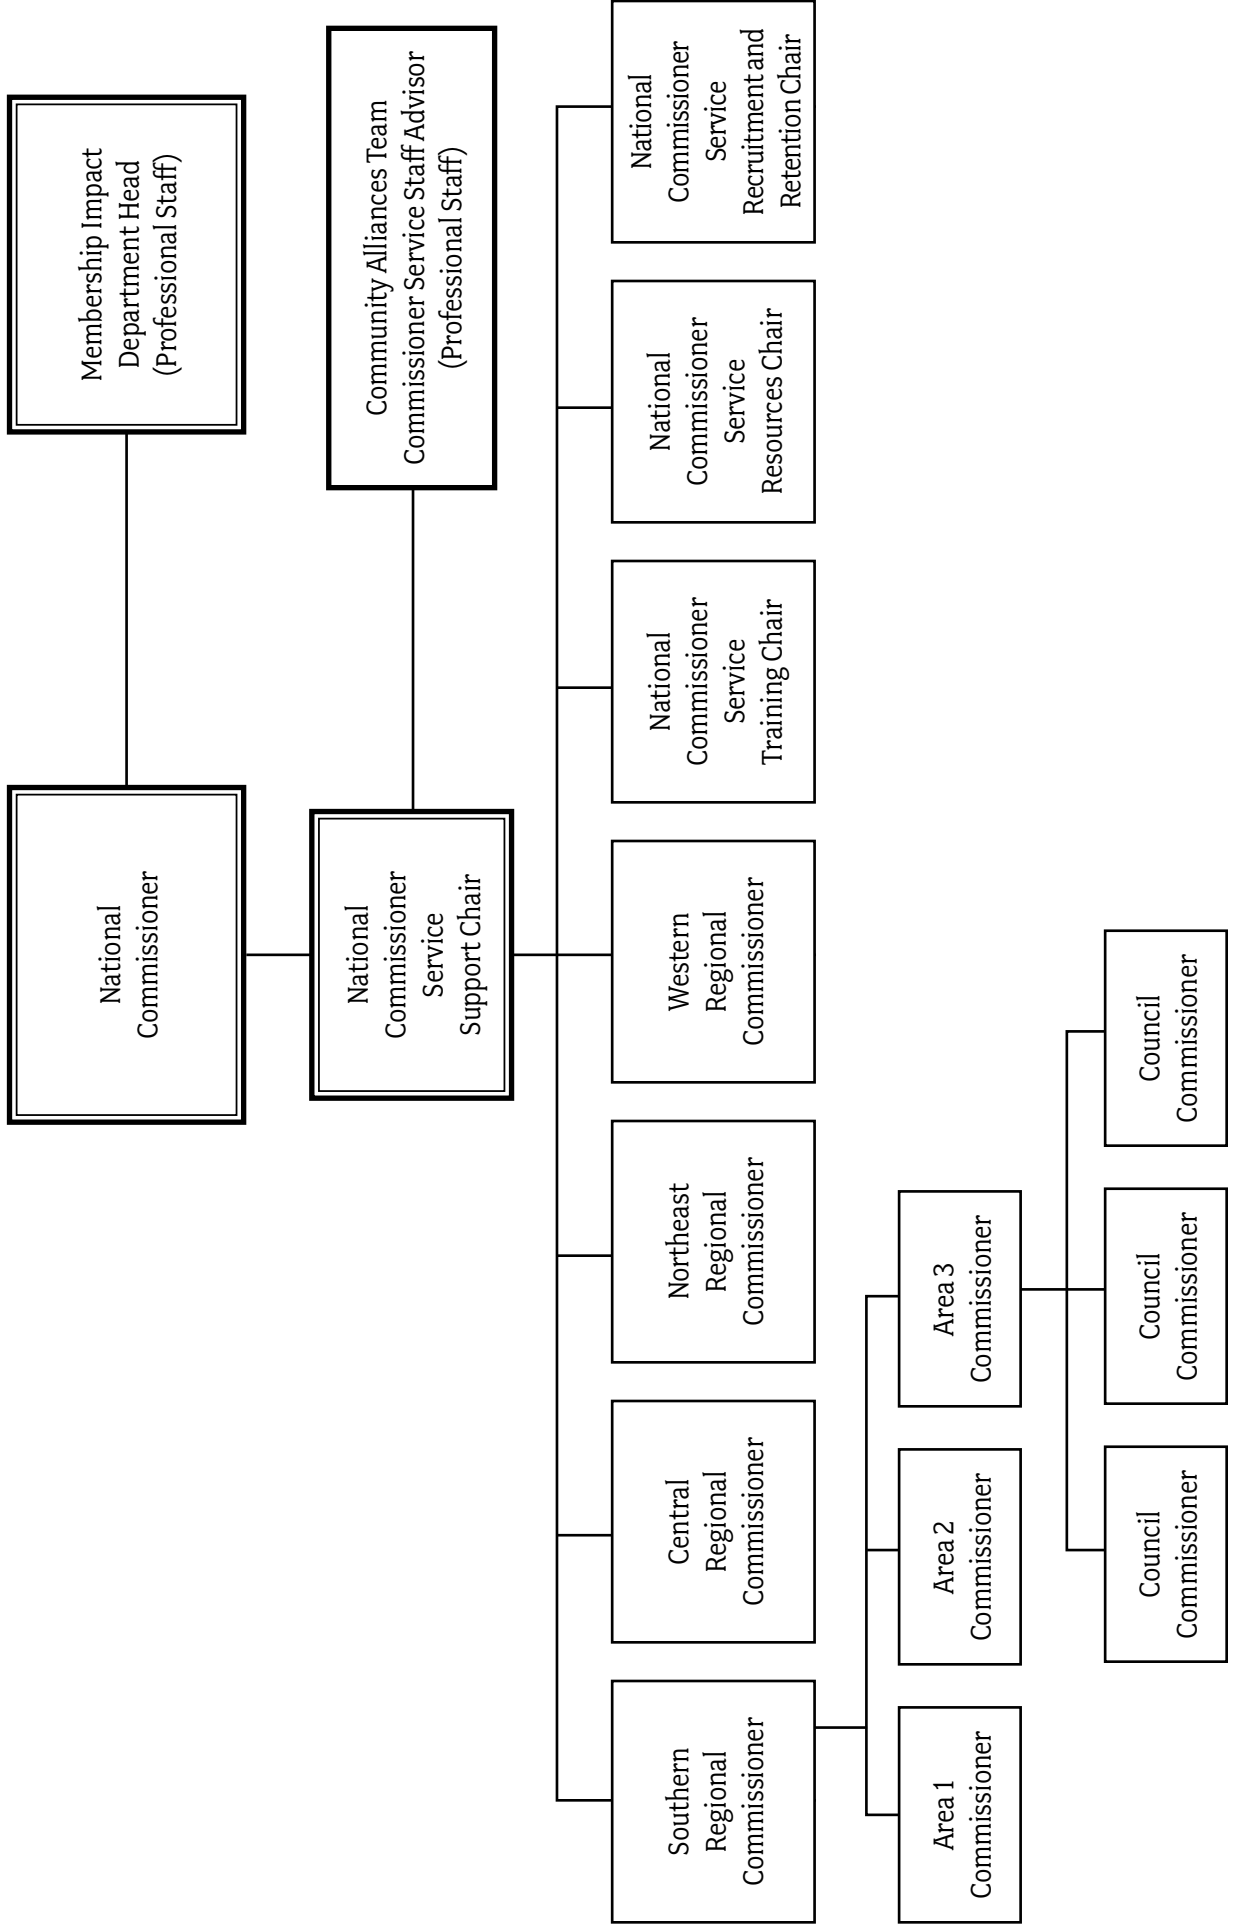 National
Commissioner
Membership Impact
Department Head
(Professional Staff)
National
Commissioner
Service
Support Chair
Community Alliances Team
Commissioner Service Staff Advisor
(Professional Staff)
Southern
Regional
Commissioner
Central
Regional
Commissioner
Northeast
Regional
Commissioner
Western
Regional
Commissioner
National
Commissioner
Service
Training Chair
National
Commissioner
Service
Resources Chair
National
Commissioner
Service
Recruitment and
Retention Chair
Area 1
Commissioner
Area 2
Commissioner
Area 3
Commissioner
Council
Commissioner
Council
Commissioner
Council
Commissioner